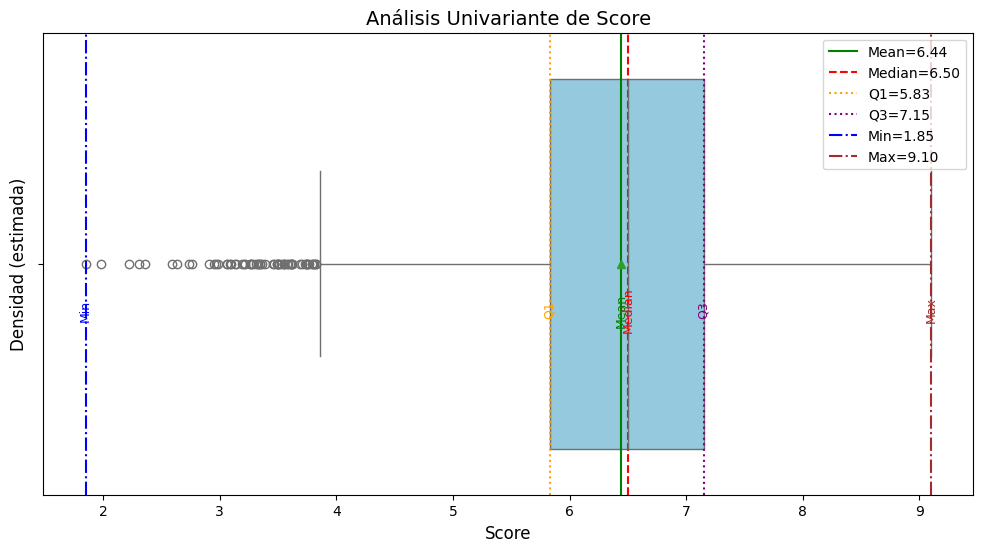 Análisis Univariante de Score
Mean=6.44
Median=6.50
Q1=5.83
Q3=7.15
Min=1.85
Max=9.10
Densidad (estimada)
Min
Q1
Mean
Median
Q3
Max
2 3 4 5 6 7 8 9
Score